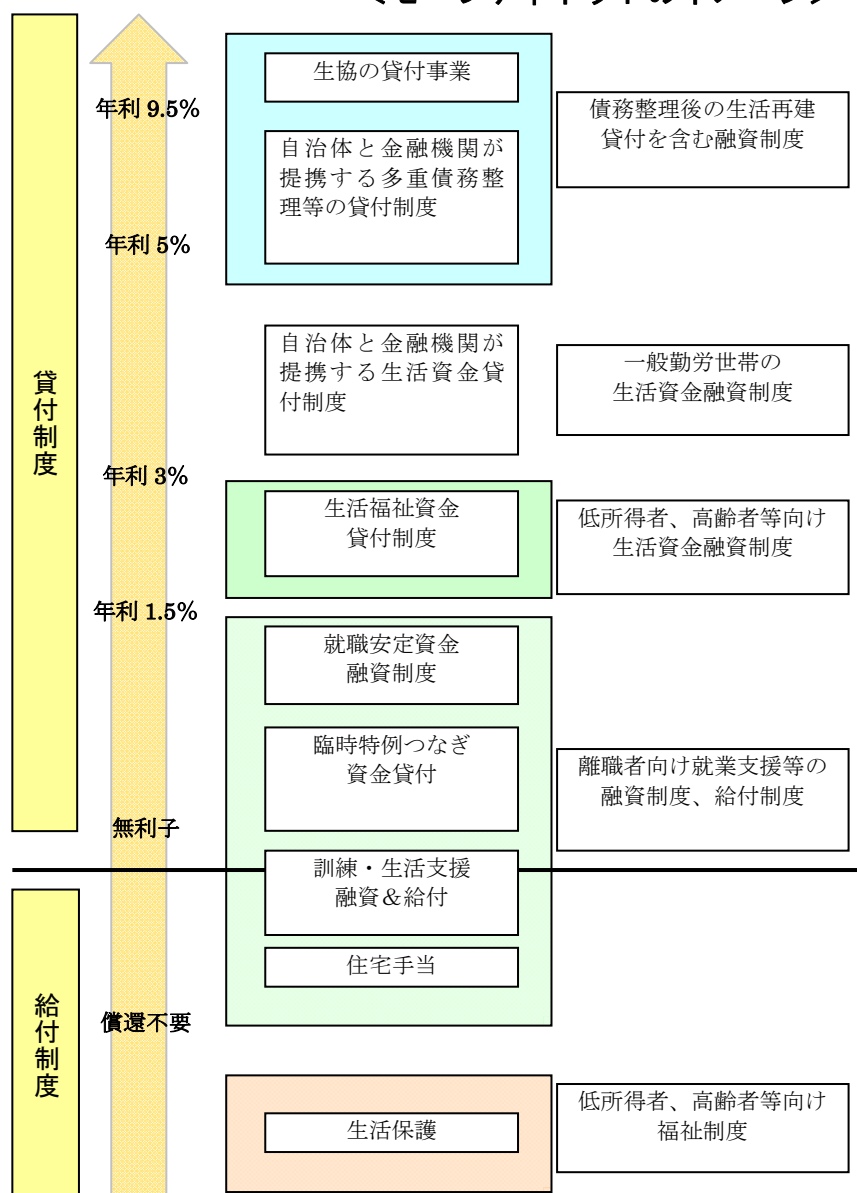 年利 9.5%
生協の貸付事業
債務整理後の生活再建
貸付を含む融資制度
自治体と金融機関が
提携する多重債務整
理等の貸付制度
年利 5%
貸付制度
自治体と金融機関が
提携する生活資金貸
付制度
一般勤労世帯の
生活資金融資制度
年利 3%
生活福祉資金
貸付制度
低所得者、高齢者等向け
生活資金融資制度
年利 1.5%
就職安定資金
融資制度
臨時特例つなぎ
資金貸付
離職者向け就業支援等の
融資制度、給付制度
無利子
訓練・生活支援
融資＆給付
住宅手当
給付制度
償還不要
生活保護
低所得者、高齢者等向け
福祉制度